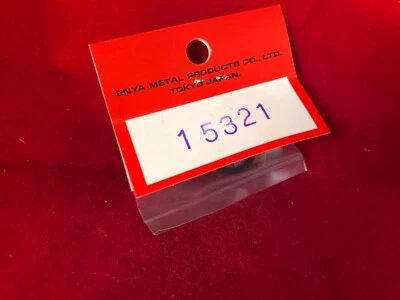 ENYA METAL PRODUCTS CO., LTD.
TOKYO JAPAN.
15321